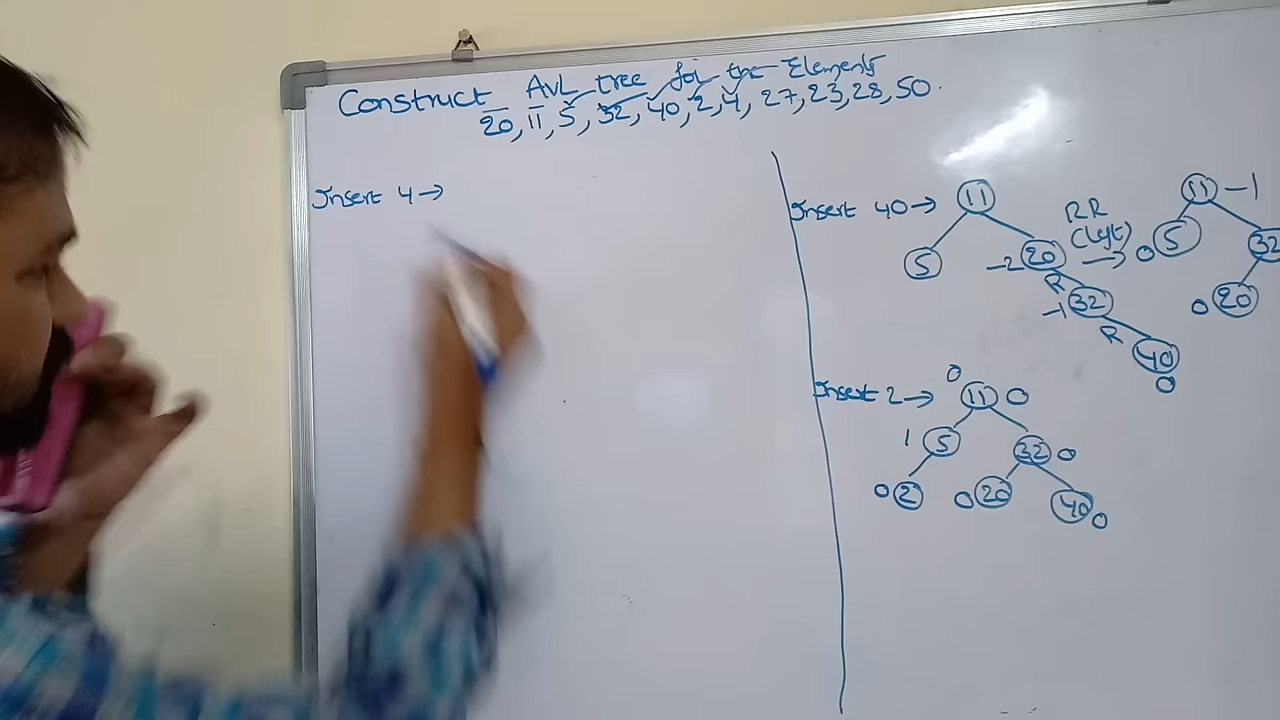 Construct AVL tree for the Elements
20, 11, 5, 32, 40, 2, 4, 27, 23, 28, 50.
Insert 4 →
Insert 40 → 11
5 -2 20
R
-1 32
R
40
0
RR
(Left)
→
11 -1
0 5 32
0 20
Insert 2 → 0 11 0
1 5 32 0
0 2 0 20 40 0